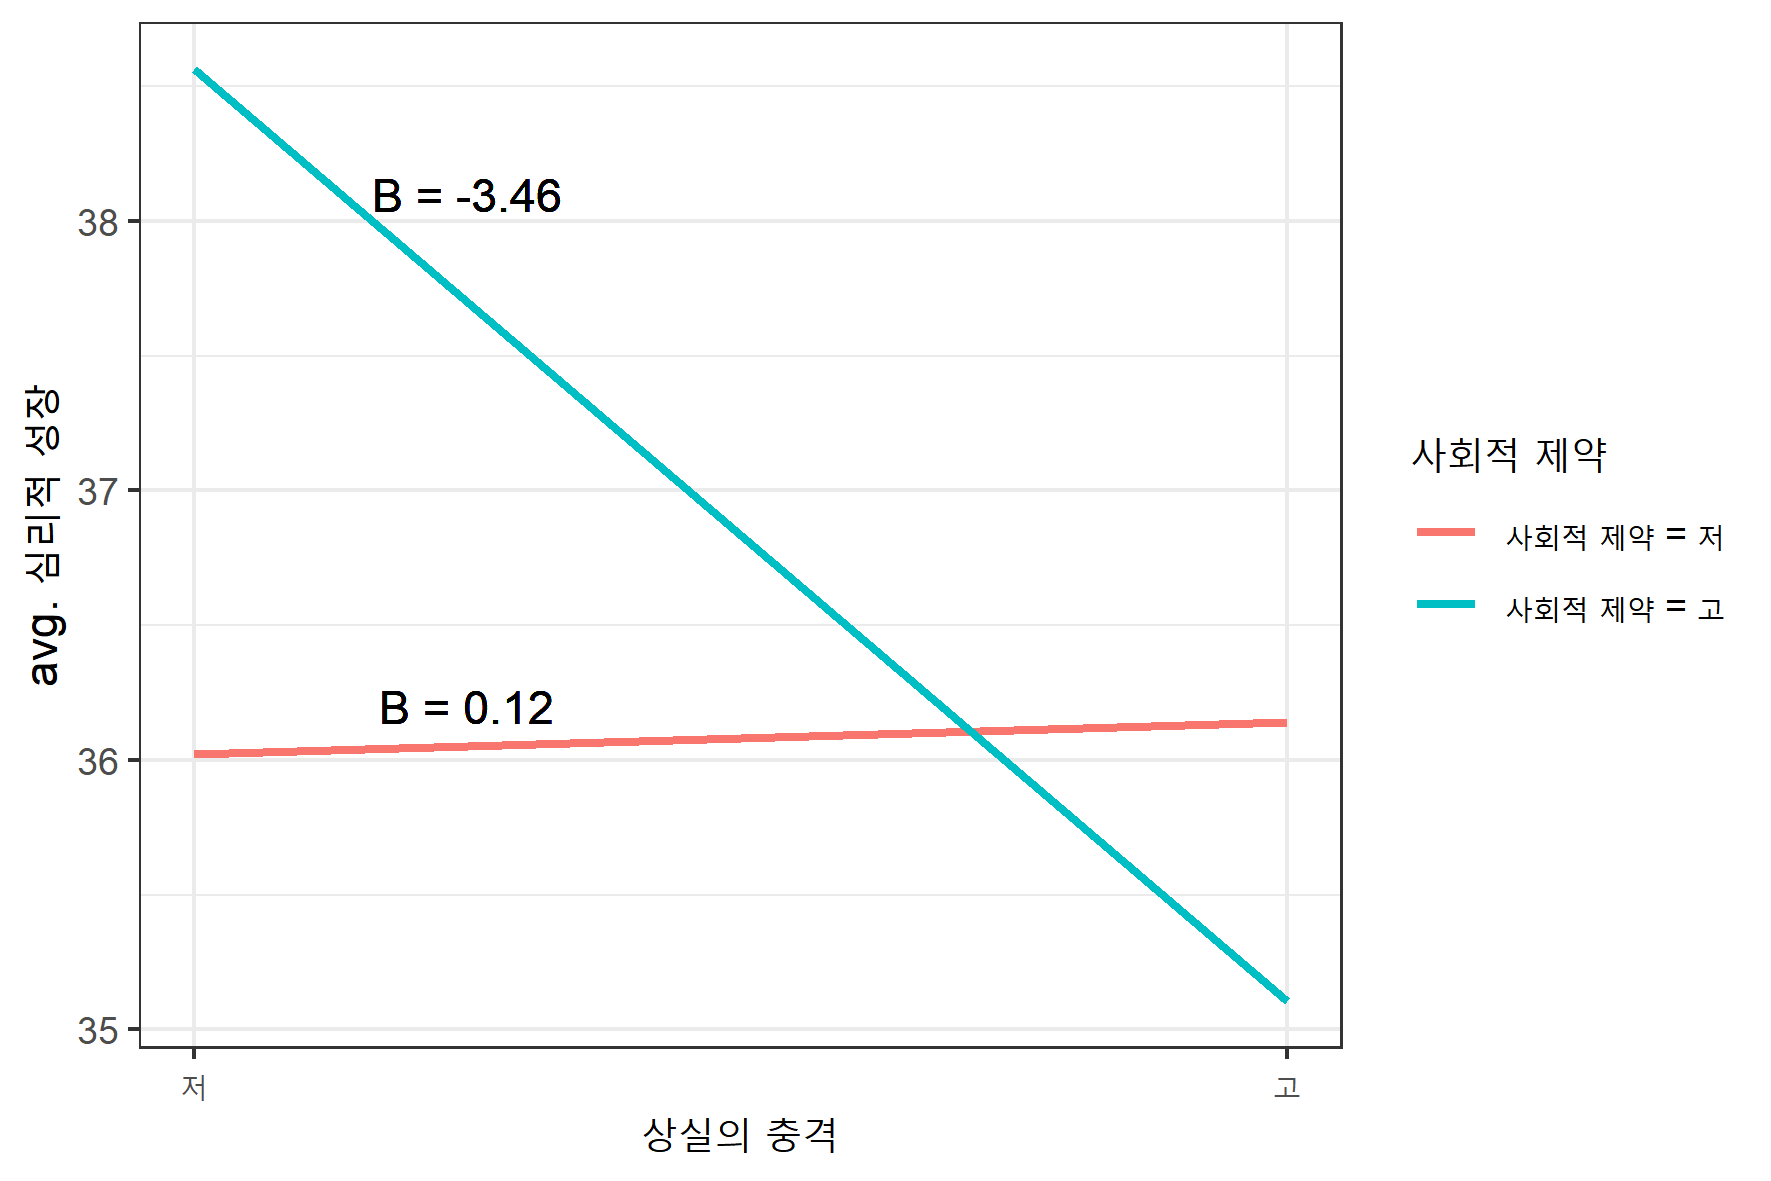 avg. 심리적 성장
38
37
36
35
B = -3.46
B = 0.12
저
고
상실의 충격
사회적 제약
사회적 제약 = 저
사회적 제약 = 고